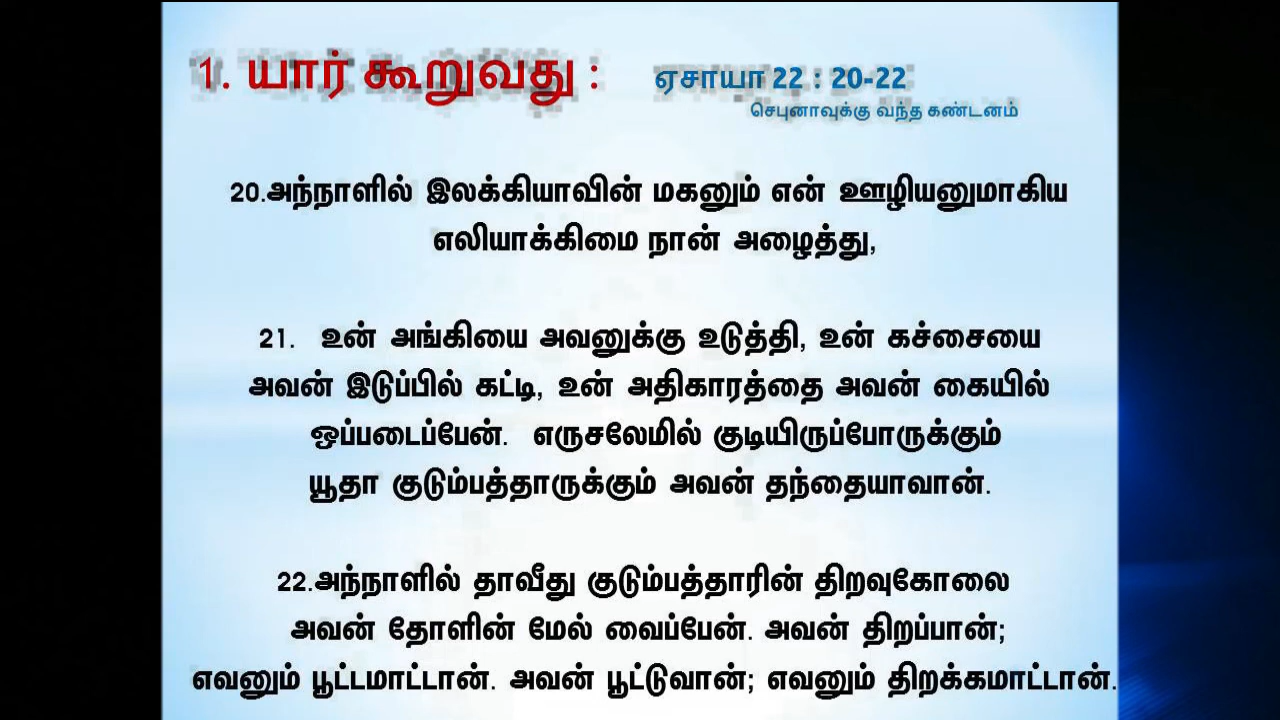 1. யார் கூறுவது : ஏசாயா 22 : 20-22
செபுனாவுக்கு வந்த கண்டனம்
20.அந்நாளில் இலக்கியாவின் மகனும் என் ஊழியனுமாகிய
எலியாக்கிமை நான் அழைத்து,
21. உன் அங்கியை அவனுக்கு உடுத்தி, உன் கச்சையை
அவன் இடுப்பில் கட்டி, உன் அதிகாரத்தை அவன் கையில்
ஒப்படைப்பேன். எருசலேமில் குடியிருப்போருக்கும்
யூதா குடும்பத்தாருக்கும் அவன் தந்தையாவான்.
22.அந்நாளில் தாவீது குடும்பத்தாரின் திறவுகோலை
அவன் தோளின் மேல் வைப்பேன். அவன் திறப்பான்;
எவனும் பூட்டமாட்டான். அவன் பூட்டுவான்; எவனும் திறக்கமாட்டான்.